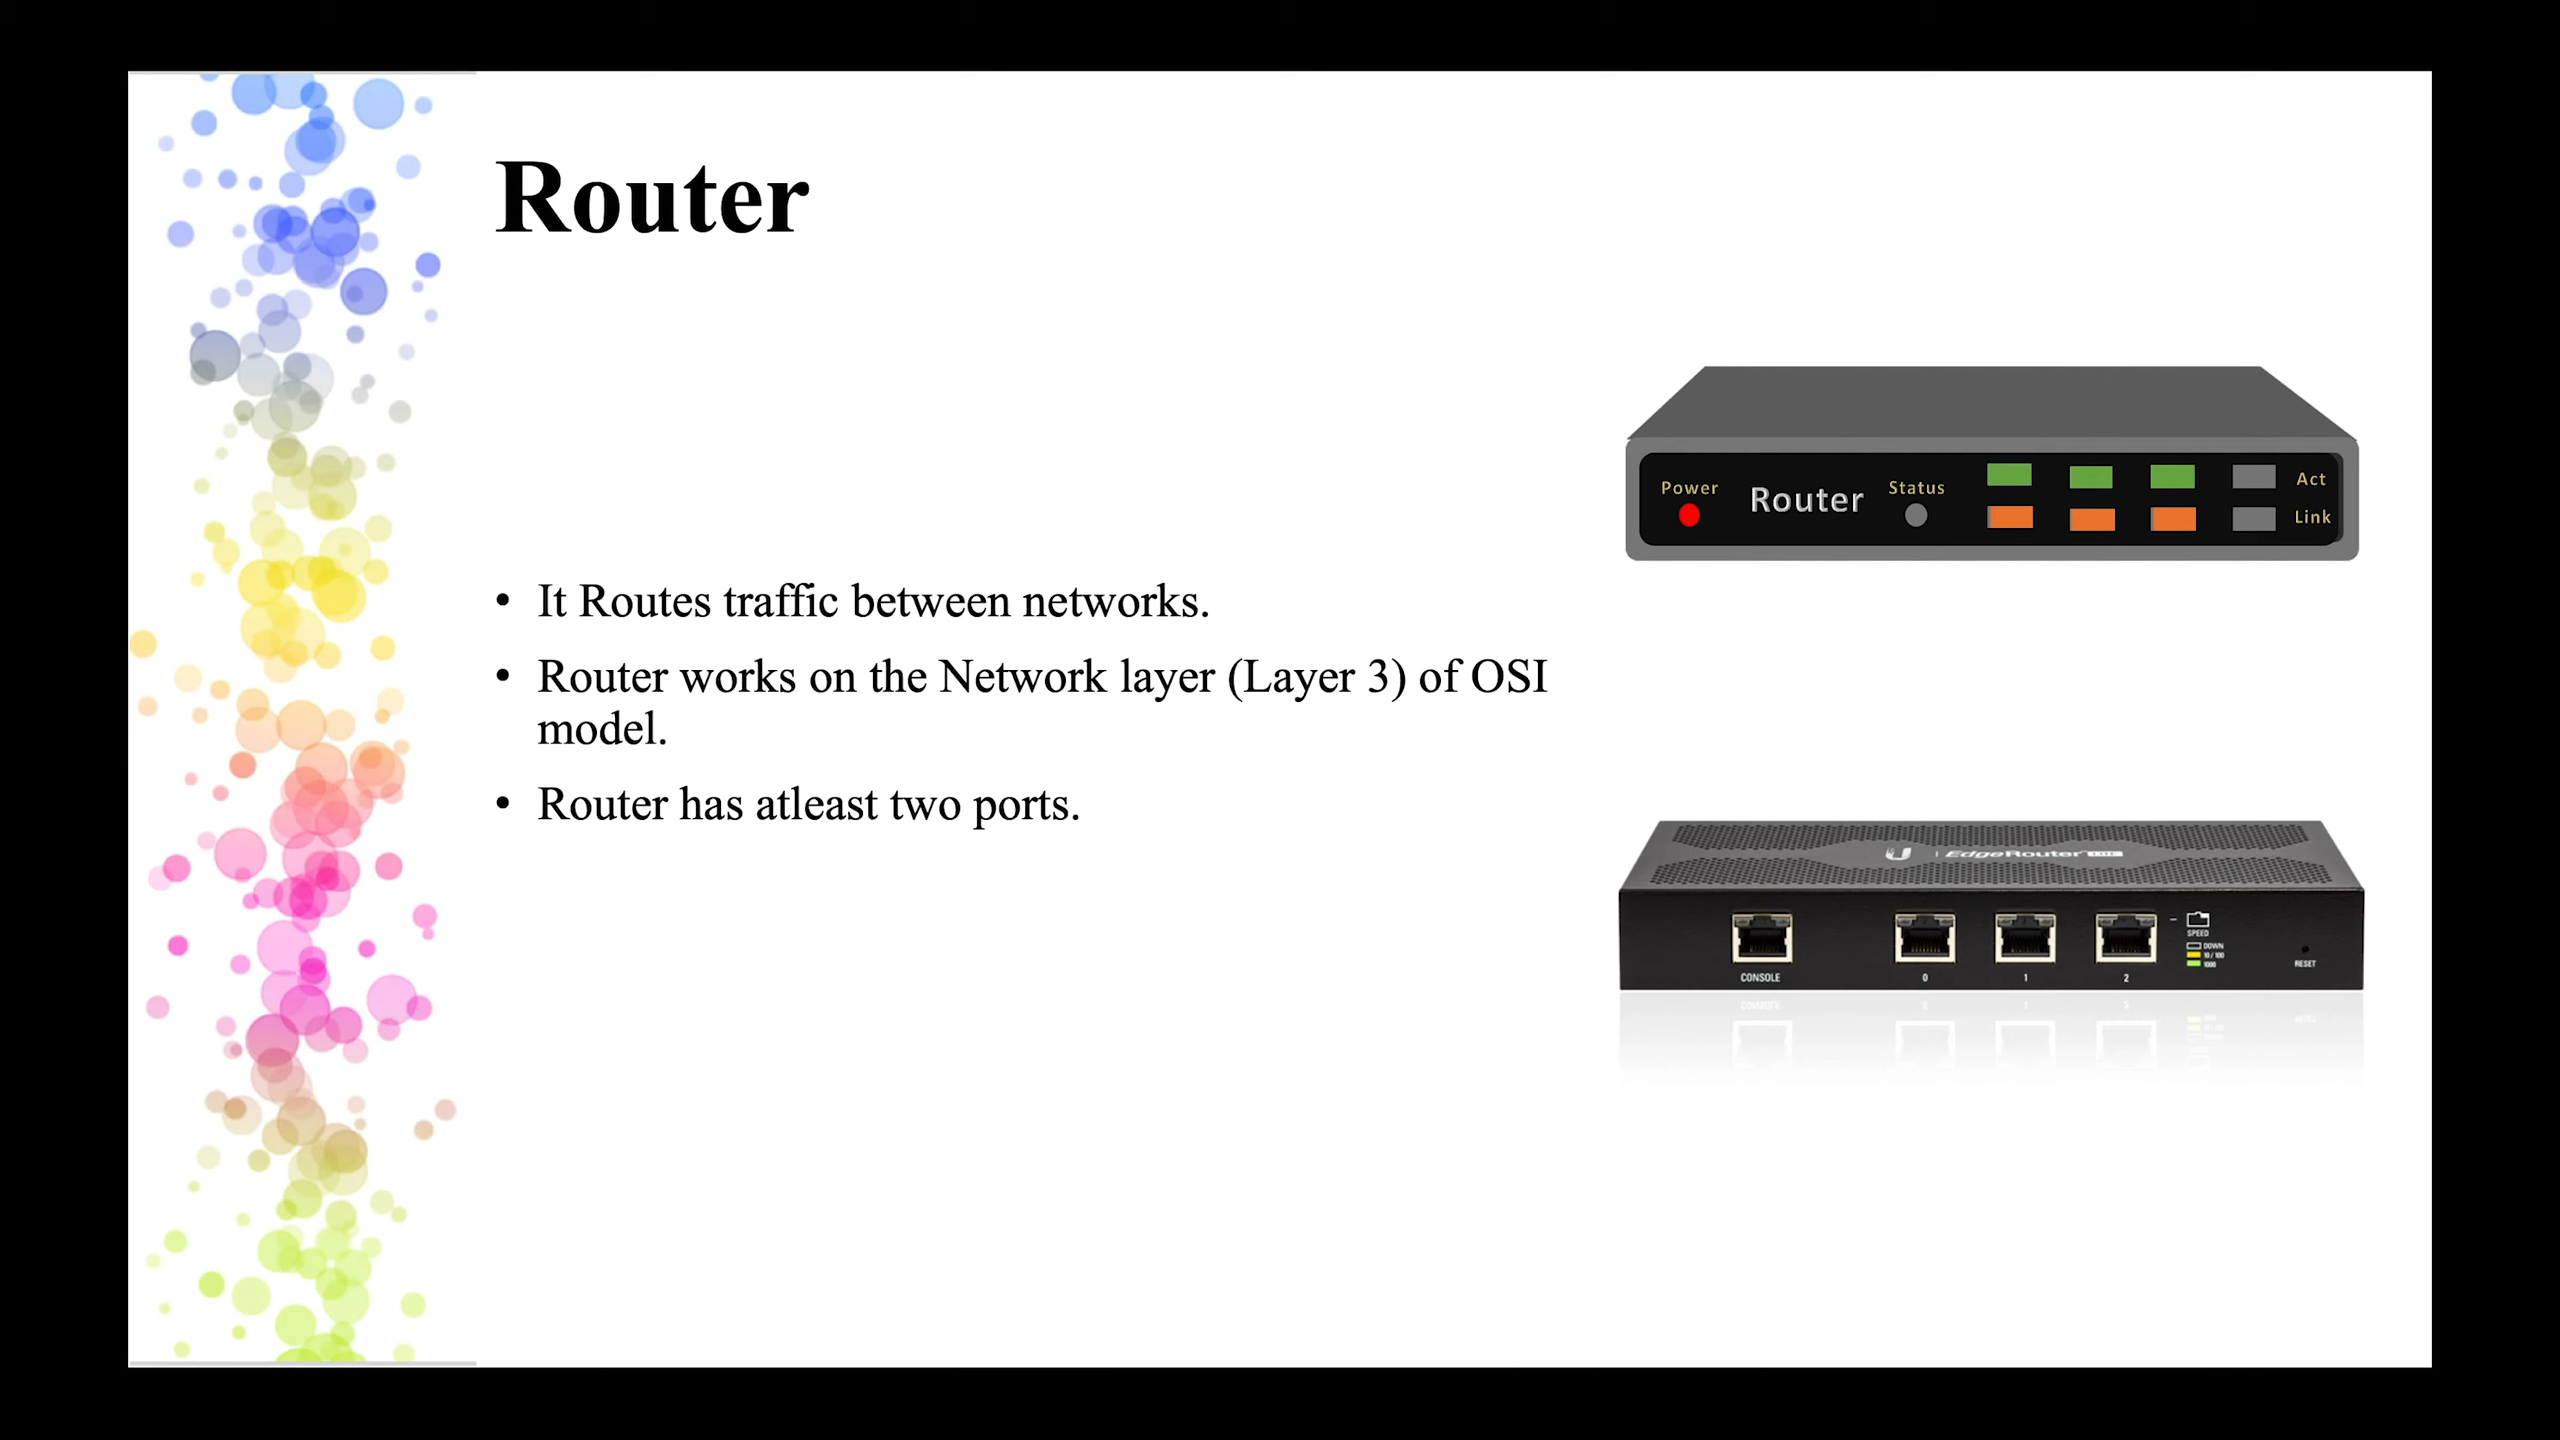 Router
• It Routes traffic between networks.
• Router works on the Network layer (Layer 3) of OSI
model.
• Router has atleast two ports.
Power
Router
Status
Act
Link
EdgeRouter
CONSOLE
0
1
2
SPEED
DOWN
10 / 100
1000
RESET